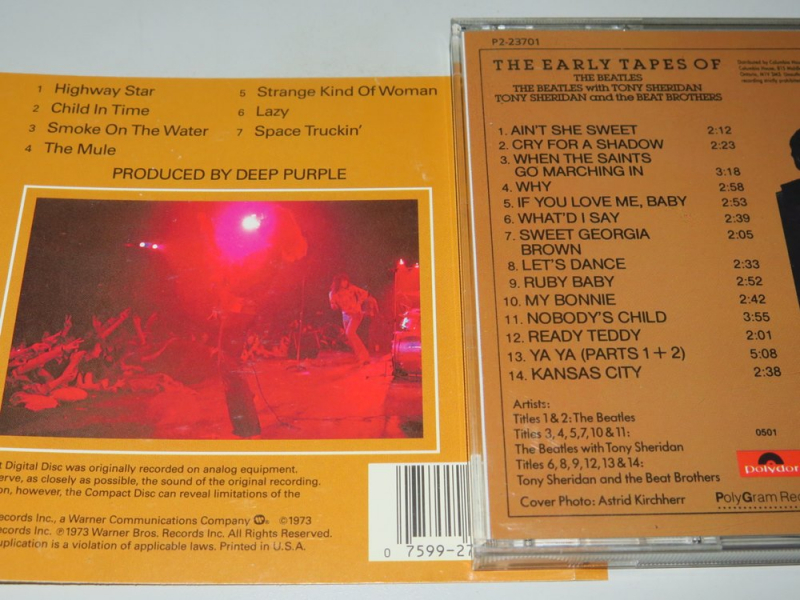 1 Highway Star
2 Child In Time
3 Smoke On The Water
4 The Mule
5 Strange Kind Of Woman
6 Lazy
7 Space Truckin'
PRODUCED BY DEEP PURPLE
t Digital Disc was originally recorded on analog equipment.
erve, as closely as possible, the sound of the original recording.
on, however, the Compact Disc can reveal limitations of the
ecords Inc., a Warner Communications Company ©1973
ecords Inc. ℗1973 Warner Bros. Records Inc. All Rights Reserved.
uplication is a violation of applicable laws. Printed in U.S.A.
0 7599-27
P2-23701
THE EARLY TAPES OF
THE BEATLES
THE BEATLES with TONY SHERIDAN
TONY SHERIDAN and the BEAT BROTHERS
1. AIN'T SHE SWEET 2:12
2. CRY FOR A SHADOW 2:23
3. WHEN THE SAINTS
GO MARCHING IN 3:18
4. WHY 2:58
5. IF YOU LOVE ME, BABY 2:53
6. WHAT'D I SAY 2:39
7. SWEET GEORGIA 2:05
BROWN
8. LET'S DANCE 2:33
9. RUBY BABY 2:52
10. MY BONNIE 2:42
11. NOBODY'S CHILD 3:55
12. READY TEDDY 2:01
13. YA YA (PARTS 1 + 2) 5:08
14. KANSAS CITY 2:38
Artists:
Titles 1 & 2: The Beatles
Titles 3, 4, 5, 7, 10 & 11:
The Beatles with Tony Sheridan
Titles 6, 8, 9, 12, 13 & 14:
Tony Sheridan and the Beat Brothers
Cover Photo: Astrid Kirchherr
0501
polydor
PolyGram Rec